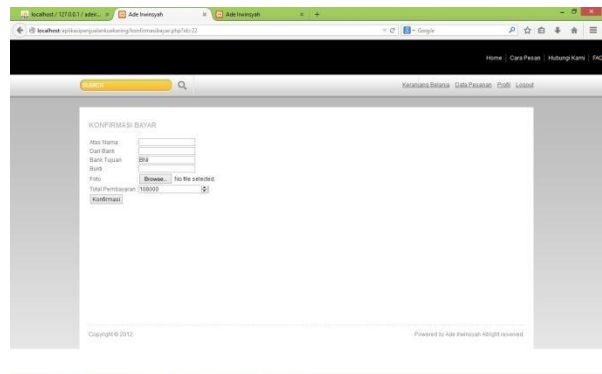 localhost / 127.0.0.1 / adeir...
Ade Irwinsyah
Ade Irwinsyah
localhost/aplikasipenjualankuekering/konfirmasibayar.php?id=22
Google
Home | Cara Pesan | Hubungi Kami | FAQ
Keranjang Belanja Data Pesanan Profil Logout
KONFIRMASI BAYAR
Atas Nama
Dari Bank
Bank Tujuan BNI
Bukti
Foto Browse... No file selected.
Total Pembayaran 108000
Konfirmasi
Copyright © 2012.
Powered by Ade Irwinsyah Allright reserved.